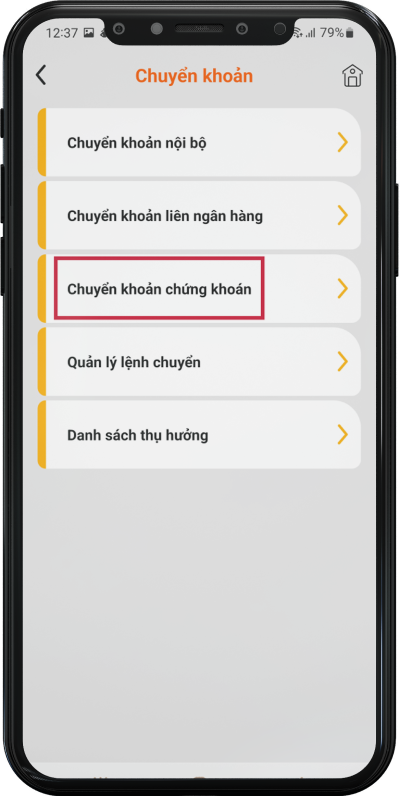 12:37
79%
Chuyển khoản
Chuyển khoản nội bộ
Chuyển khoản liên ngân hàng
Chuyển khoản chứng khoán
Quản lý lệnh chuyển
Danh sách thụ hưởng